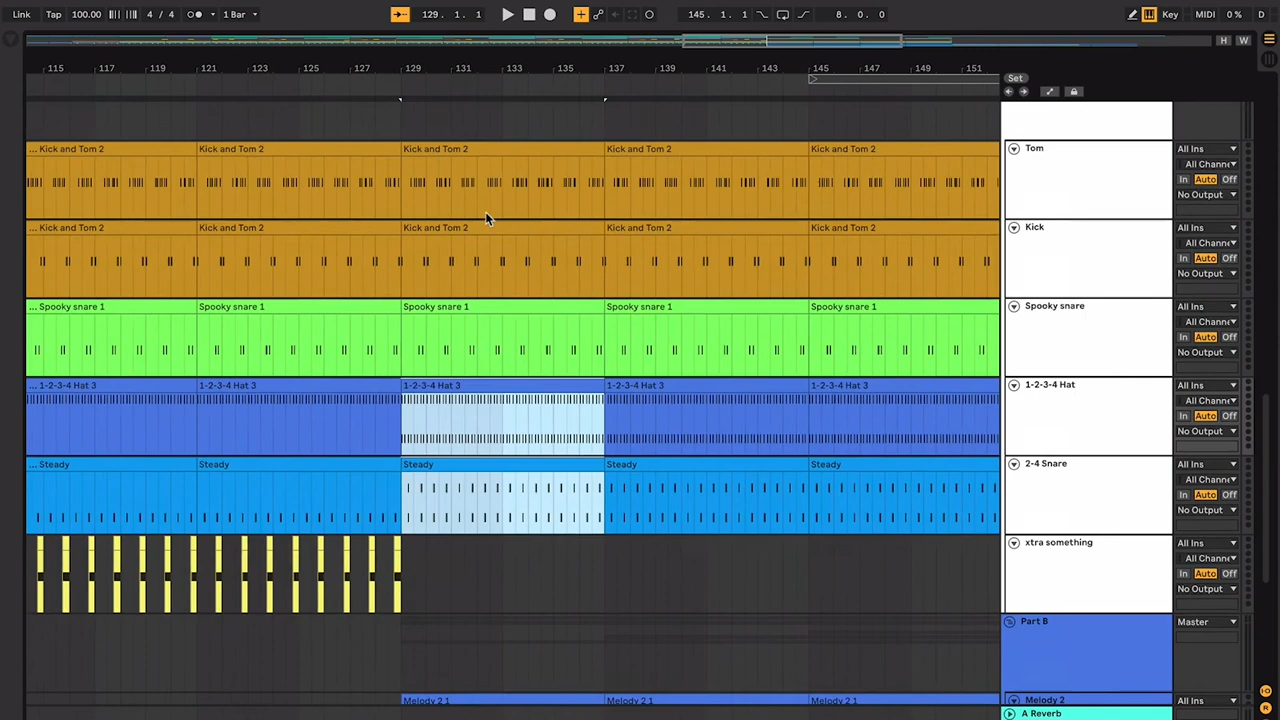 Link Tap 100.00 4 / 4 1 Bar 129. 1. 1 145. 1. 1 8. 0. 0 Key MIDI 0 % D
H W
115 117 119 121 123 125 127 129 131 133 135 137 139 141 143 145 147 149 151
Set
... Kick and Tom 2 Kick and Tom 2 Kick and Tom 2 Kick and Tom 2 Kick and Tom 2 Tom All Ins
All Channe
In Auto Off
No Output
... Kick and Tom 2 Kick and Tom 2 Kick and Tom 2 Kick and Tom 2 Kick and Tom 2 Kick All Ins
All Channe
In Auto Off
No Output
... Spooky snare 1 Spooky snare 1 Spooky snare 1 Spooky snare 1 Spooky snare 1 Spooky snare All Ins
All Channe
In Auto Off
No Output
... 1-2-3-4 Hat 3 1-2-3-4 Hat 3 1-2-3-4 Hat 3 1-2-3-4 Hat 3 1-2-3-4 Hat 3 1-2-3-4 Hat All Ins
All Channe
In Auto Off
No Output
... Steady Steady Steady Steady Steady 2-4 Snare All Ins
All Channe
In Auto Off
No Output
xtra something All Ins
All Channe
In Auto Off
No Output
Part B Master
Melody 2 1 Melody 2 1 Melody 2 1 Melody 2 All Ins
A Reverb